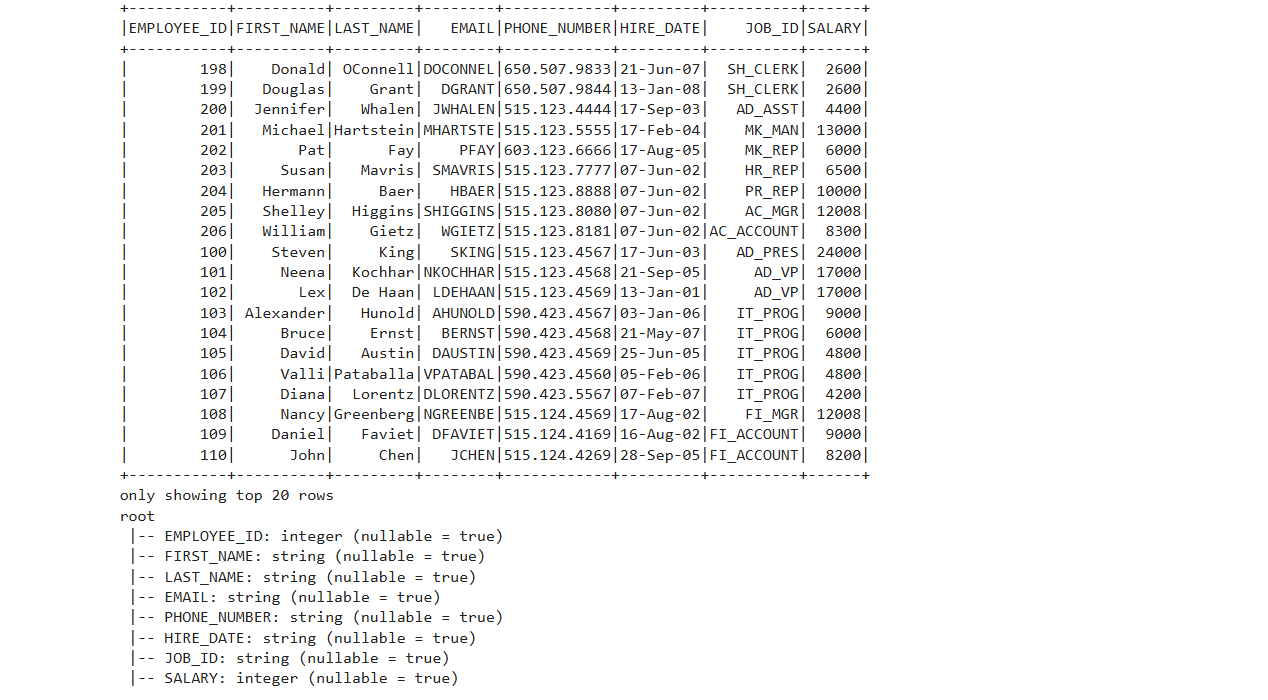 +-----------+----------+---------+--------+------------+---------+----------+------+
|EMPLOYEE_ID|FIRST_NAME|LAST_NAME|   EMAIL|PHONE_NUMBER|HIRE_DATE|    JOB_ID|SALARY|
+-----------+----------+---------+--------+------------+---------+----------+------+
|        198|    Donald| OConnell|DOCONNEL|650.507.9833|21-Jun-07|  SH_CLERK|  2600|
|        199|   Douglas|    Grant|  DGRANT|650.507.9844|13-Jan-08|  SH_CLERK|  2600|
|        200|  Jennifer|   Whalen| JWHALEN|515.123.4444|17-Sep-03|   AD_ASST|  4400|
|        201|   Michael|Hartstein|MHARTSTE|515.123.5555|17-Feb-04|    MK_MAN| 13000|
|        202|       Pat|      Fay|    PFAY|603.123.6666|17-Aug-05|    MK_REP|  6000|
|        203|     Susan|   Mavris| SMAVRIS|515.123.7777|07-Jun-02|    HR_REP|  6500|
|        204|   Hermann|     Baer|   HBAER|515.123.8888|07-Jun-02|    PR_REP| 10000|
|        205|   Shelley|  Higgins|SHIGGINS|515.123.8080|07-Jun-02|    AC_MGR| 12008|
|        206|   William|    Gietz|  WGIETZ|515.123.8181|07-Jun-02|AC_ACCOUNT|  8300|
|        100|    Steven|     King|   SKING|515.123.4567|17-Jun-03|   AD_PRES| 24000|
|        101|     Neena|  Kochhar|NKOCHHAR|515.123.4568|21-Sep-05|     AD_VP| 17000|
|        102|       Lex|  De Haan| LDEHAAN|515.123.4569|13-Jan-01|     AD_VP| 17000|
|        103| Alexander|   Hunold| AHUNOLD|590.423.4567|03-Jan-06|   IT_PROG|  9000|
|        104|     Bruce|    Ernst|  BERNST|590.423.4568|21-May-07|   IT_PROG|  6000|
|        105|     David|   Austin| DAUSTIN|590.423.4569|25-Jun-05|   IT_PROG|  4800|
|        106|     Valli|Pataballa|VPATABAL|590.423.4560|05-Feb-06|   IT_PROG|  4800|
|        107|     Diana|  Lorentz|DLORENTZ|590.423.5567|07-Feb-07|   IT_PROG|  4200|
|        108|     Nancy|Greenberg|NGREENBE|515.124.4569|17-Aug-02|    FI_MGR| 12008|
|        109|    Daniel|   Faviet| DFAVIET|515.124.4169|16-Aug-02|FI_ACCOUNT|  9000|
|        110|      John|     Chen|   JCHEN|515.124.4269|28-Sep-05|FI_ACCOUNT|  8200|
+-----------+----------+---------+--------+------------+---------+----------+------+
only showing top 20 rows
root
 |-- EMPLOYEE_ID: integer (nullable = true)
 |-- FIRST_NAME: string (nullable = true)
 |-- LAST_NAME: string (nullable = true)
 |-- EMAIL: string (nullable = true)
 |-- PHONE_NUMBER: string (nullable = true)
 |-- HIRE_DATE: string (nullable = true)
 |-- JOB_ID: string (nullable = true)
 |-- SALARY: integer (nullable = true)